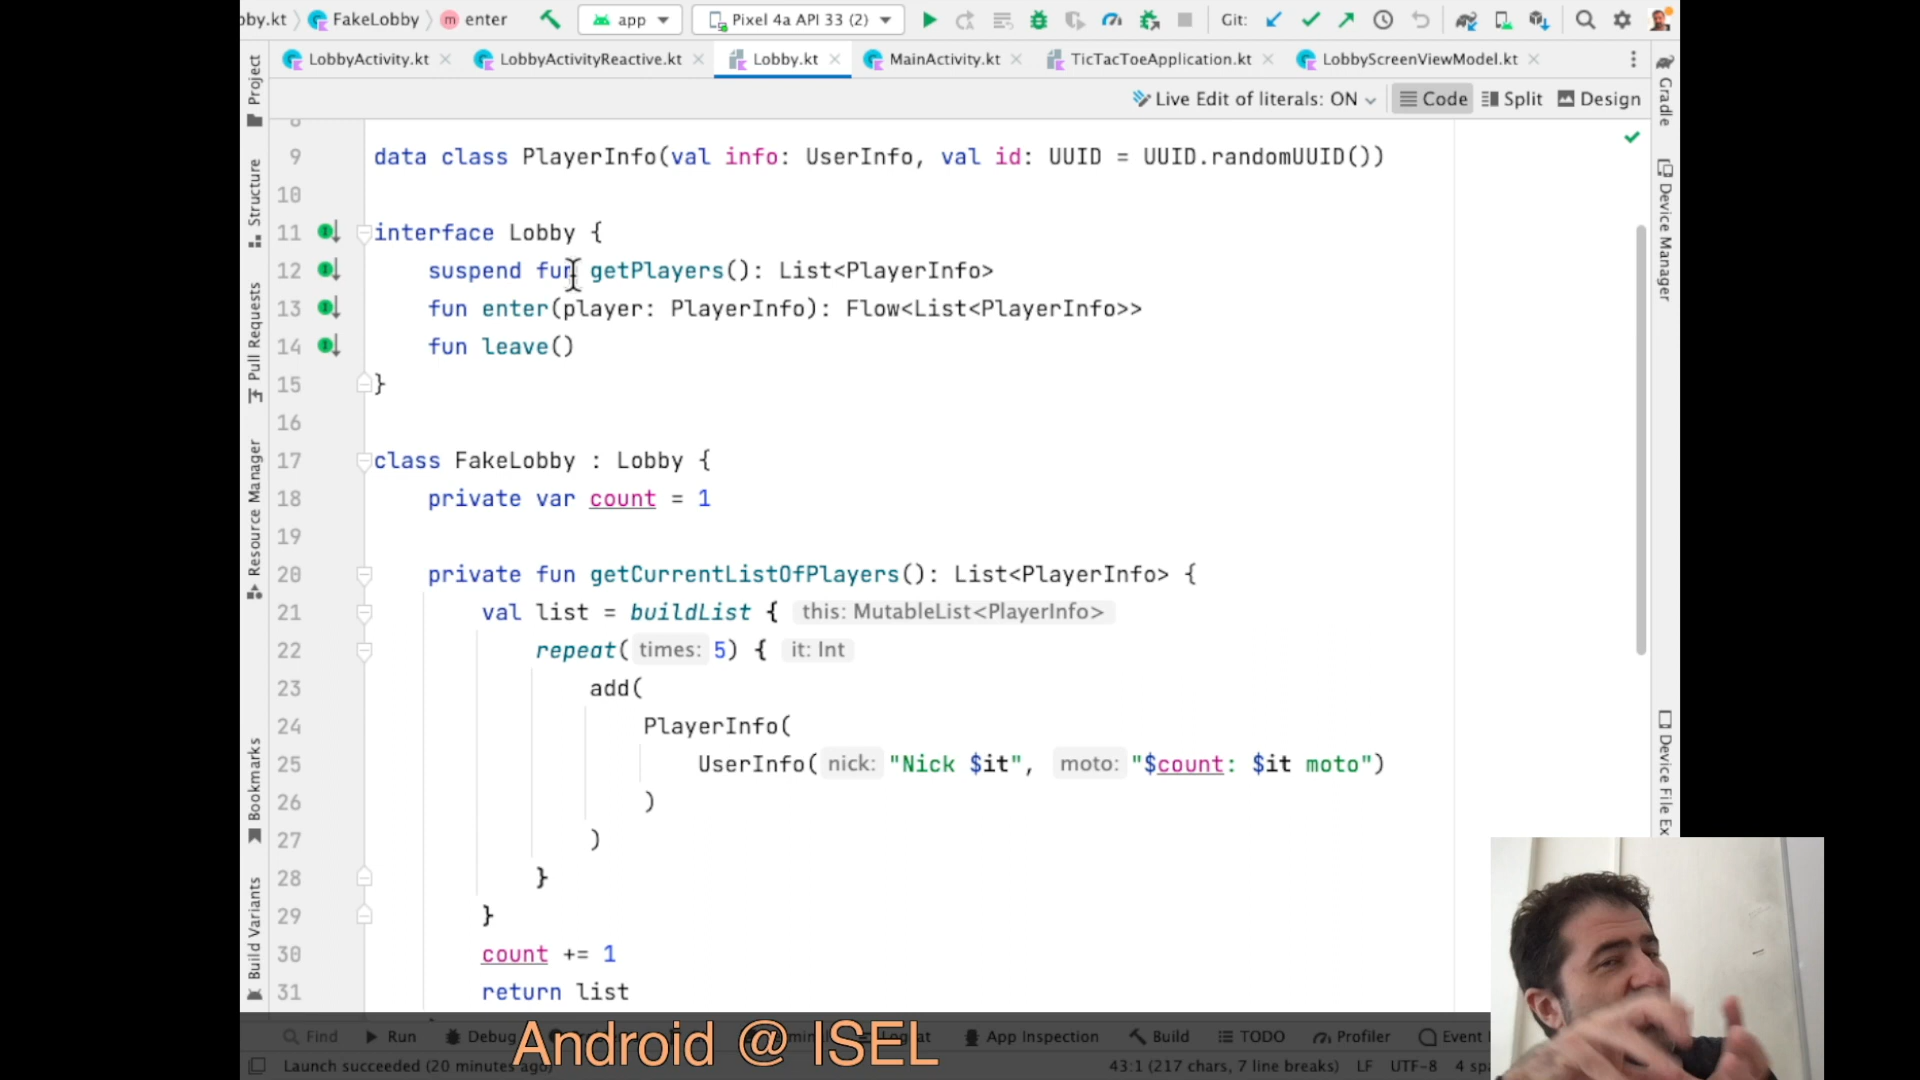 bby.kt FakeLobby m enter app Pixel 4a API 33 (2) Git:
LobbyActivity.kt LobbyActivityReactive.kt Lobby.kt MainActivity.kt TicTacToeApplication.kt LobbyScreenViewModel.kt
Live Edit of literals: ON Code Split Design
9 data class PlayerInfo(val info: UserInfo, val id: UUID = UUID.randomUUID())
10
11 interface Lobby {
12 suspend fun getPlayers(): List<PlayerInfo>
13 fun enter(player: PlayerInfo): Flow<List<PlayerInfo>>
14 fun leave()
15 }
16
17 class FakeLobby : Lobby {
18 private var count = 1
19
20 private fun getCurrentListOfPlayers(): List<PlayerInfo> {
21 val list = buildList { this: MutableList<PlayerInfo>
22 repeat( times: 5) { it: Int
23 add(
24 PlayerInfo(
25 UserInfo( nick: "Nick $it", moto: "$count: $it moto")
26 )
27 )
28 }
29 }
30 count += 1
31 return list
Project
Structure
Pull Requests
Resource Manager
Bookmarks
Build Variants
Gradle
Device Manager
Device File Ex
Find Run Debug App Inspection Build TODO Profiler Event
Android @ ISEL
Launch succeeded (20 minutes ago) 43:1 (217 chars, 7 line breaks) LF UTF-8 4 sp